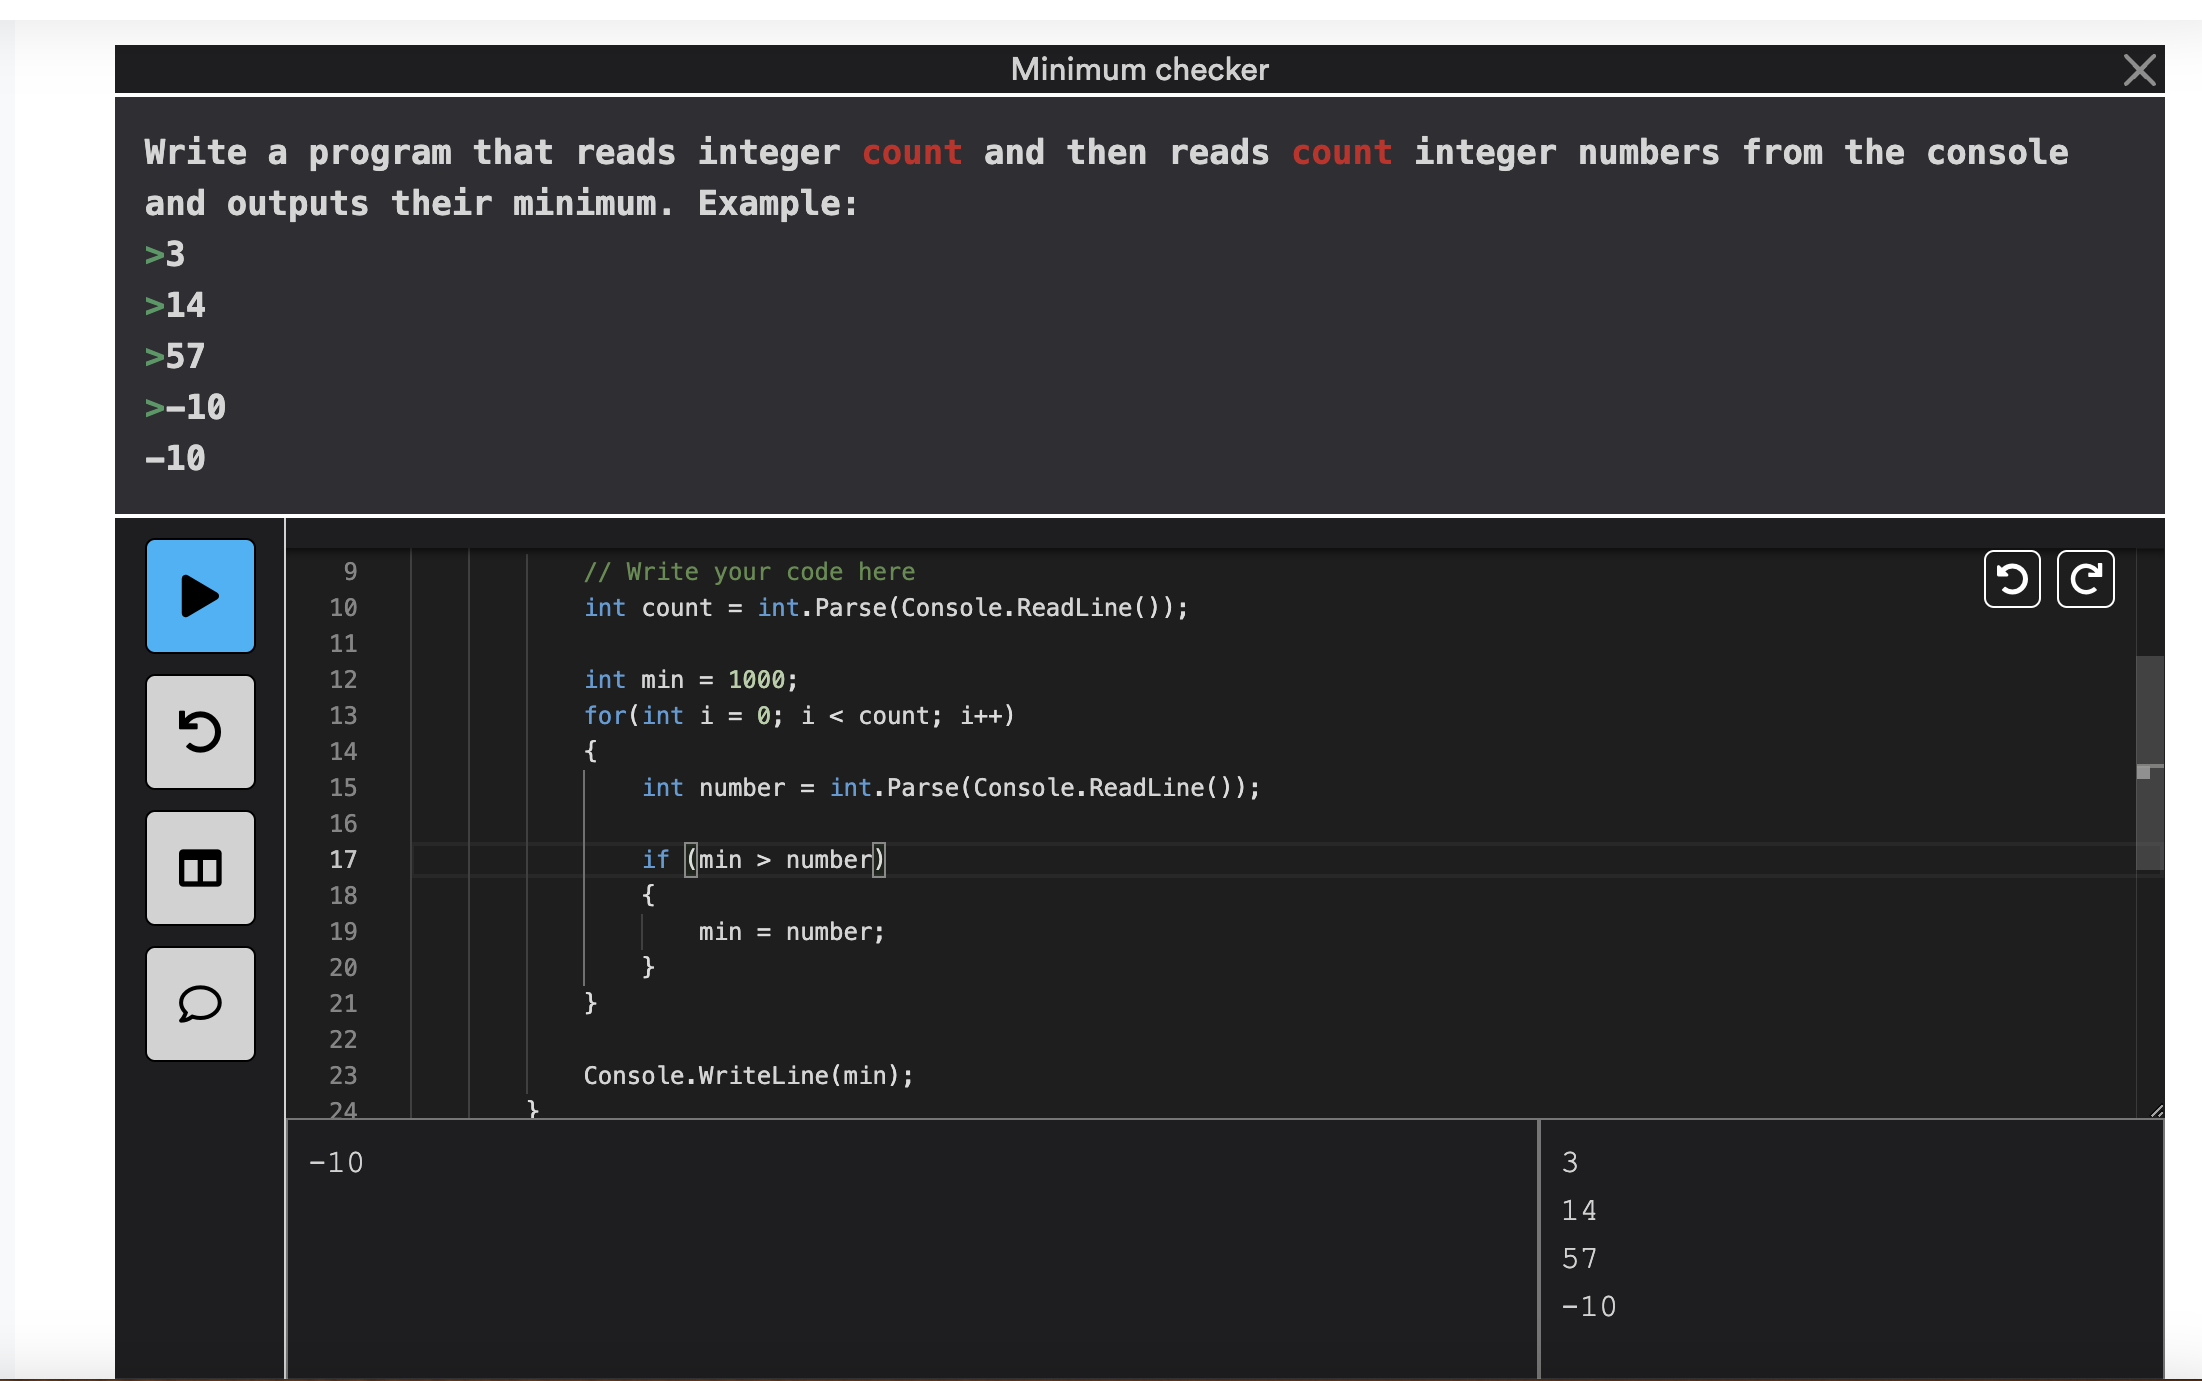 Minimum checker
Write a program that reads integer count and then reads count integer numbers from the console
and outputs their minimum. Example:
>3
>14
>57
>-10
-10
9 // Write your code here
10 int count = int.Parse(Console.ReadLine());
11
12 int min = 1000;
13 for(int i = 0; i < count; i++)
14 {
15 int number = int.Parse(Console.ReadLine());
16
17 if (min > number)
18 {
19 min = number;
20 }
21 }
22
23 Console.WriteLine(min);
24 }
-10
3
14
57
-10